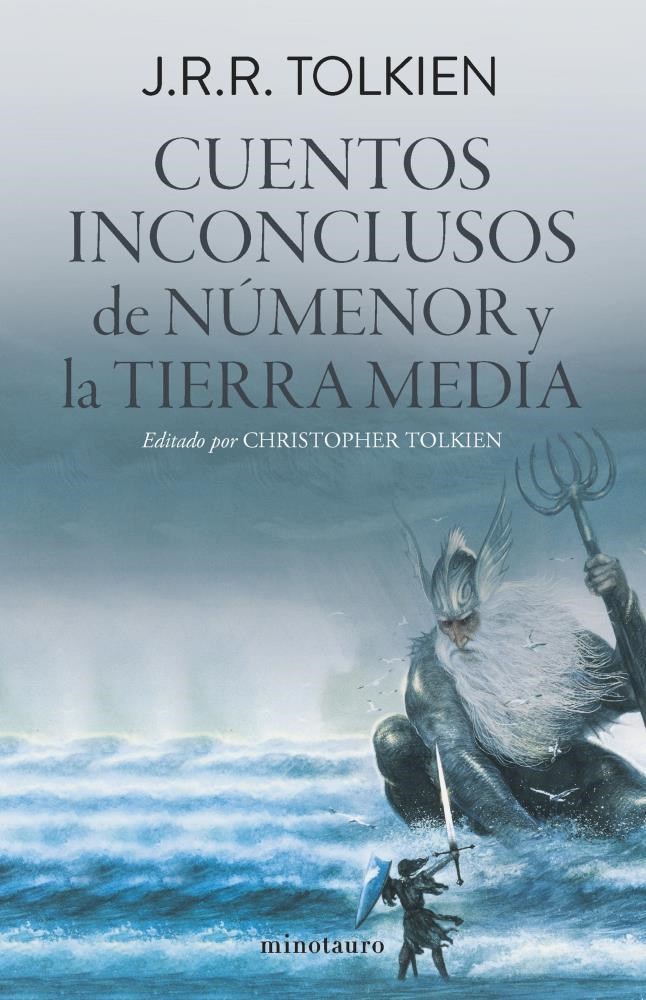 J.R.R. TOLKIEN
CUENTOS
INCONCLUSOS
de NÚMENOR y
la TIERRA MEDIA
Editado por CHRISTOPHER TOLKIEN
minotauro